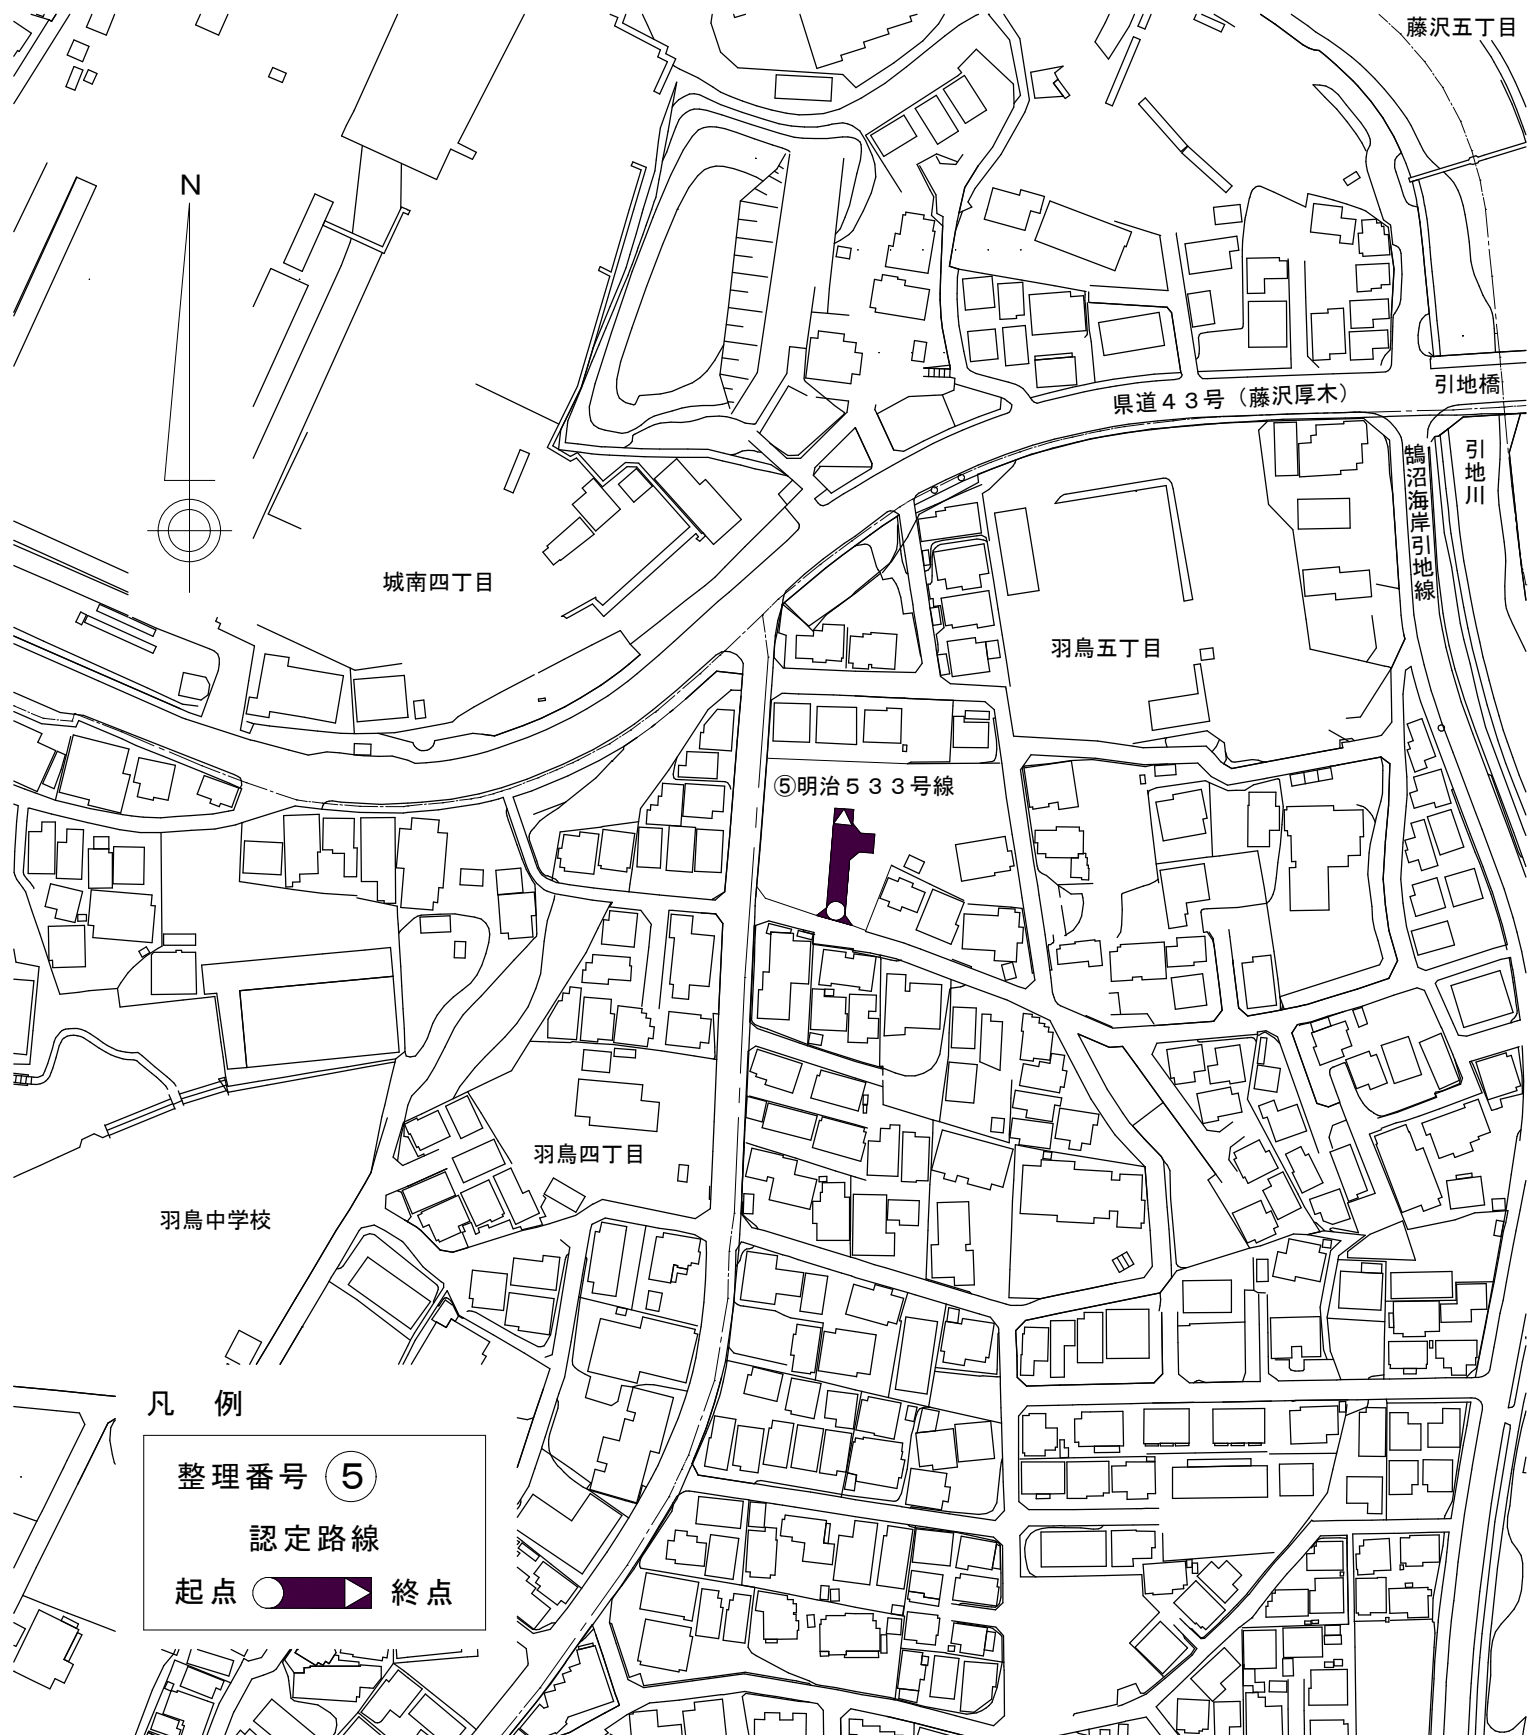 藤沢五丁目
N
県道４３号（藤沢厚木）
引地橋
鵠沼海岸引地線
引地川
城南四丁目
羽鳥五丁目
⑤明治５３３号線
羽鳥四丁目
羽鳥中学校
凡　例
整理番号 ⑤
認定路線
起点　終点